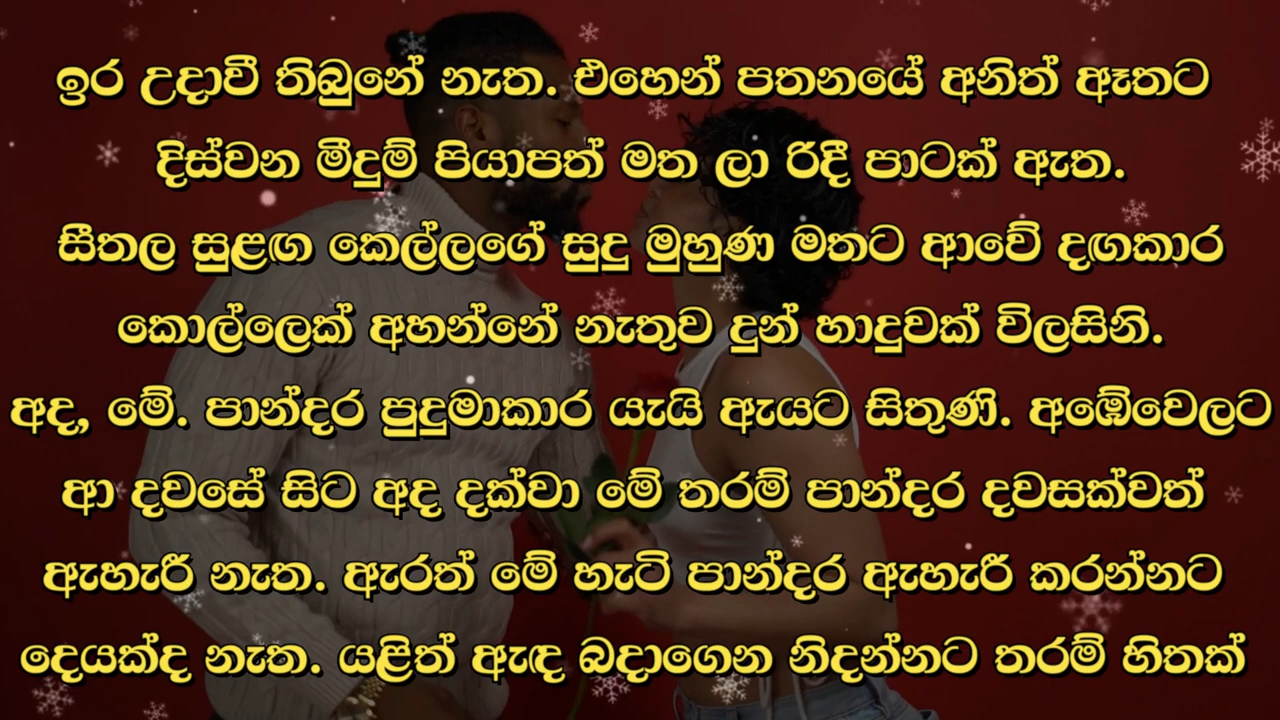 ඉර උදාවී තිබුනේ නැත. එහෙන් පතනයේ අනිත් ඈතට
දිස්වන මීදුම් පියාපත් මත ලා රිදී පාටක් ඇත.
සීතල සුළඟ කෙල්ලගේ සුදු මුහුණ මතට ආවේ දඟකාර
කොල්ලෙක් අහන්නේ නැතුව දුන් හාදුවක් විලසිනි.
අද, මේ. පාන්දර පුදුමාකාර යැයි ඇයට සිතුණි. අඹේවෙලට
ආ දවසේ සිට අද දක්වා මේ තරම් පාන්දර දවසක්වත්
ඇහැරී නැත. ඇරත් මේ හැටි පාන්දර ඇහැරී කරන්නට
දෙයක්ද නැත. යළිත් ඇඳ බදාගෙන නිදන්නට තරම් හිතක්